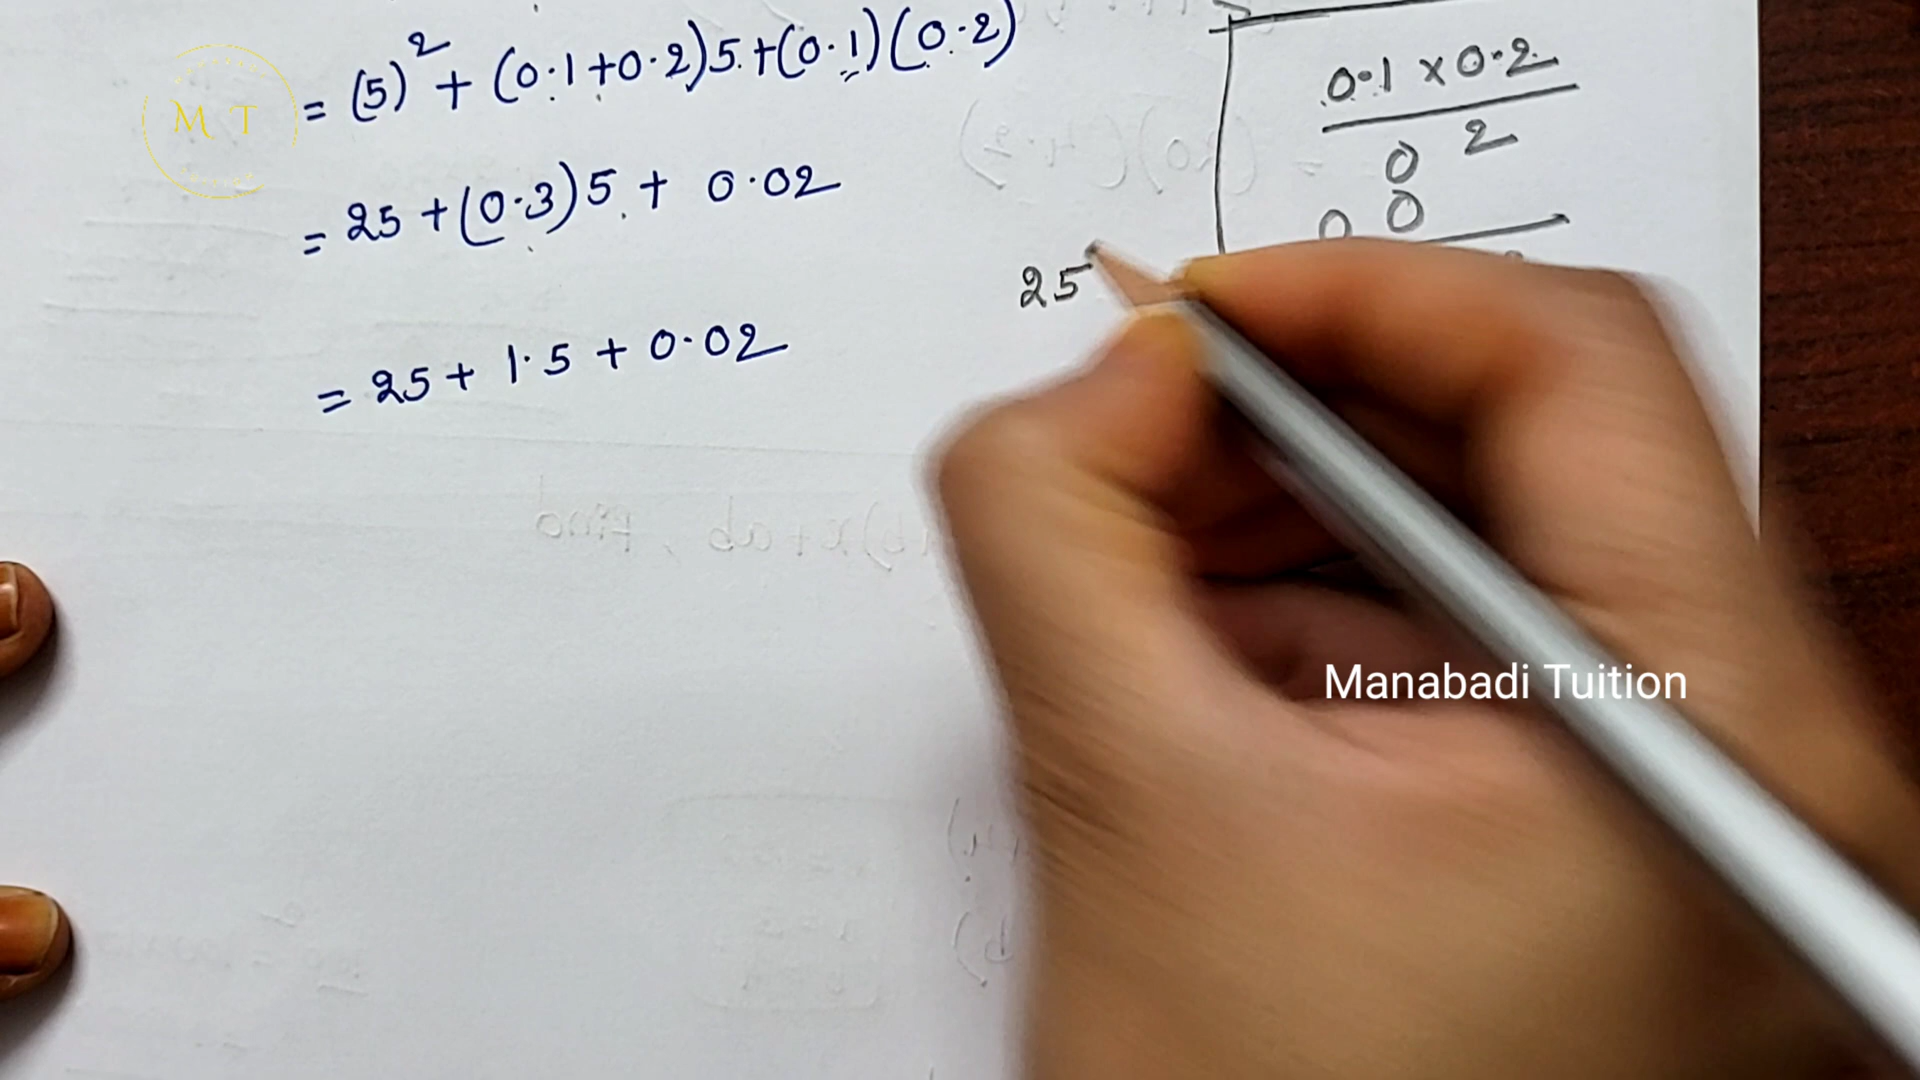 M T
= (5)² + (0.1+0.2)5+(0.1)(0.2)
= 25 + (0.3)5 + 0.02
= 25 + 1.5 + 0.02
0.1 x 0.2
0 2
0 0
25
Manabadi Tuition